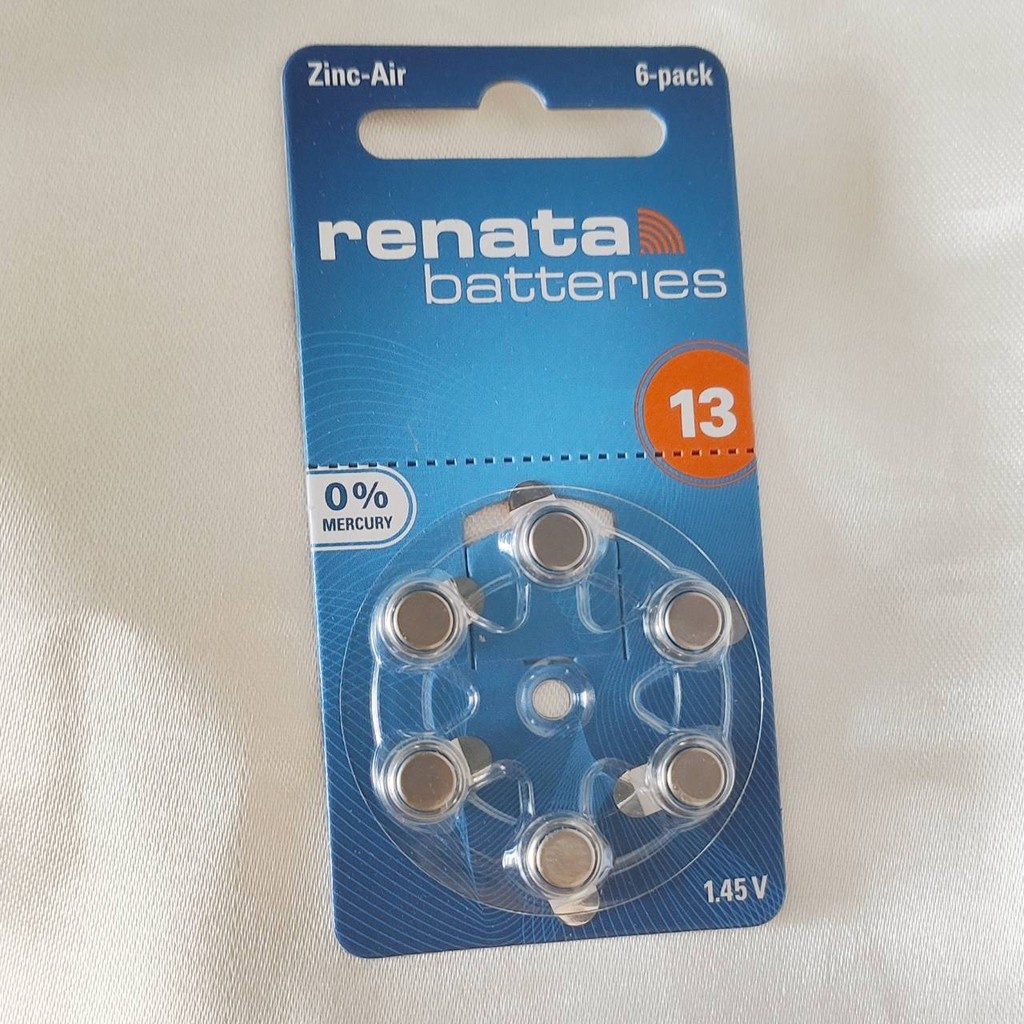 Zinc-Air 6-pack
renata
batteries
13
0%
MERCURY
1.45 V